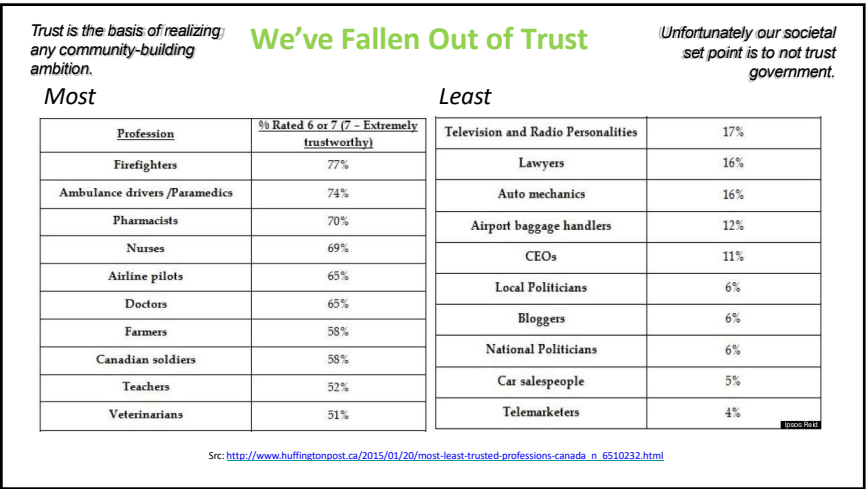 Trust is the basis of realizing
any community-building
ambition.
We've Fallen Out of Trust
Unfortunately our societal
set point is to not trust
government.
Most
Profession
% Rated 6 or 7 (7 – Extremely
trustworthy)
Firefighters 77%
Ambulance drivers /Paramedics 74%
Pharmacists 70%
Nurses 69%
Airline pilots 65%
Doctors 65%
Farmers 58%
Canadian soldiers 58%
Teachers 52%
Veterinarians 51%
Least
Television and Radio Personalities 17%
Lawyers 16%
Auto mechanics 16%
Airport baggage handlers 12%
CEOs 11%
Local Politicians 6%
Bloggers 6%
National Politicians 6%
Car salespeople 5%
Telemarketers 4%
Ipsos Reid
Src: http://www.huffingtonpost.ca/2015/01/20/most-least-trusted-professions-canada_n_6510232.html